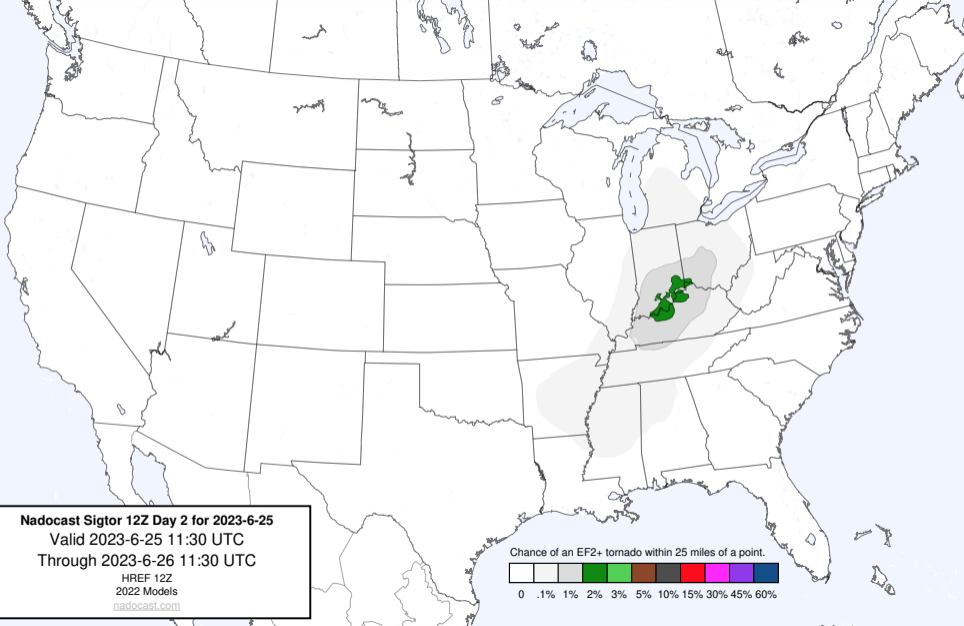 Nadocast Sigtor 12Z Day 2 for 2023-6-25
Valid 2023-6-25 11:30 UTC
Through 2023-6-26 11:30 UTC
HREF 12Z
2022 Models
nadocast.com
Chance of an EF2+ tornado within 25 miles of a point.
0 .1% 1% 2% 3% 5% 10% 15% 30% 45% 60%